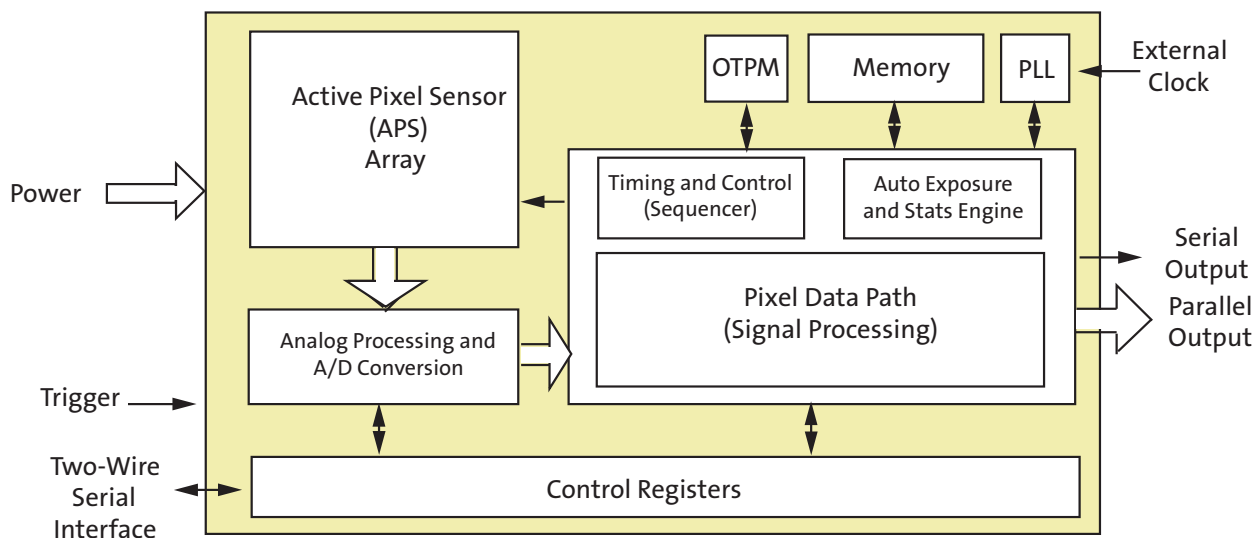 Active Pixel Sensor
(APS)
Array
OTPM
Memory
PLL
External
Clock
Power
Timing and Control
(Sequencer)
Auto Exposure
and Stats Engine
Serial
Output
Pixel Data Path
(Signal Processing)
Parallel
Output
Analog Processing and
A/D Conversion
Trigger
Two-Wire
Serial
Interface
Control Registers